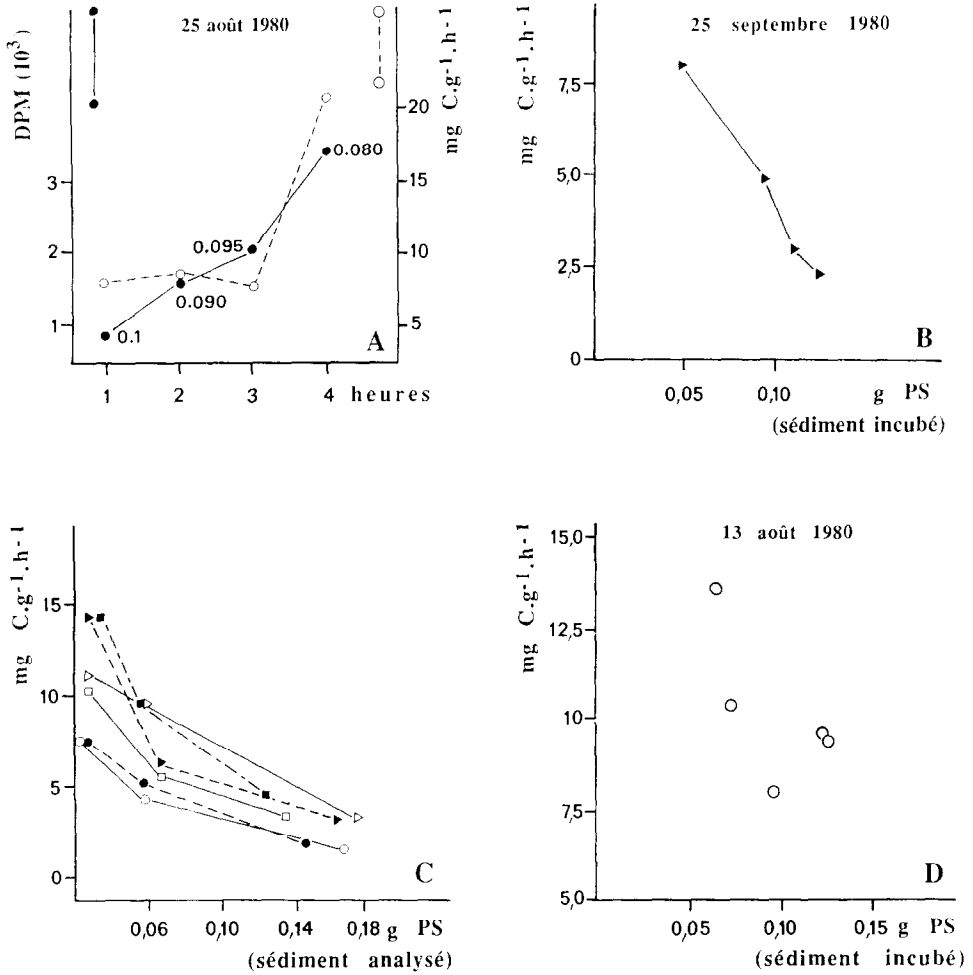 25 août 1980
DPM (10³)
3
2
1
mg C.g⁻¹.h⁻¹
20
15
10
5
0.1
0.090
0.095
0.080
A
1 2 3 4 heures
25 septembre 1980
mg C.g⁻¹.h⁻¹
7,5
5,0
2,5
0
B
0,05 0,10 g PS
(sédiment incubé)
mg C.g⁻¹.h⁻¹
15
10
5
0
C
0,06 0,10 0,14 0,18 g PS
(sédiment analysé)
13 août 1980
mg C.g⁻¹.h⁻¹
15,0
12,5
10
7,5
5,0
D
0,05 0,10 0,15 g PS
(sédiment incubé)